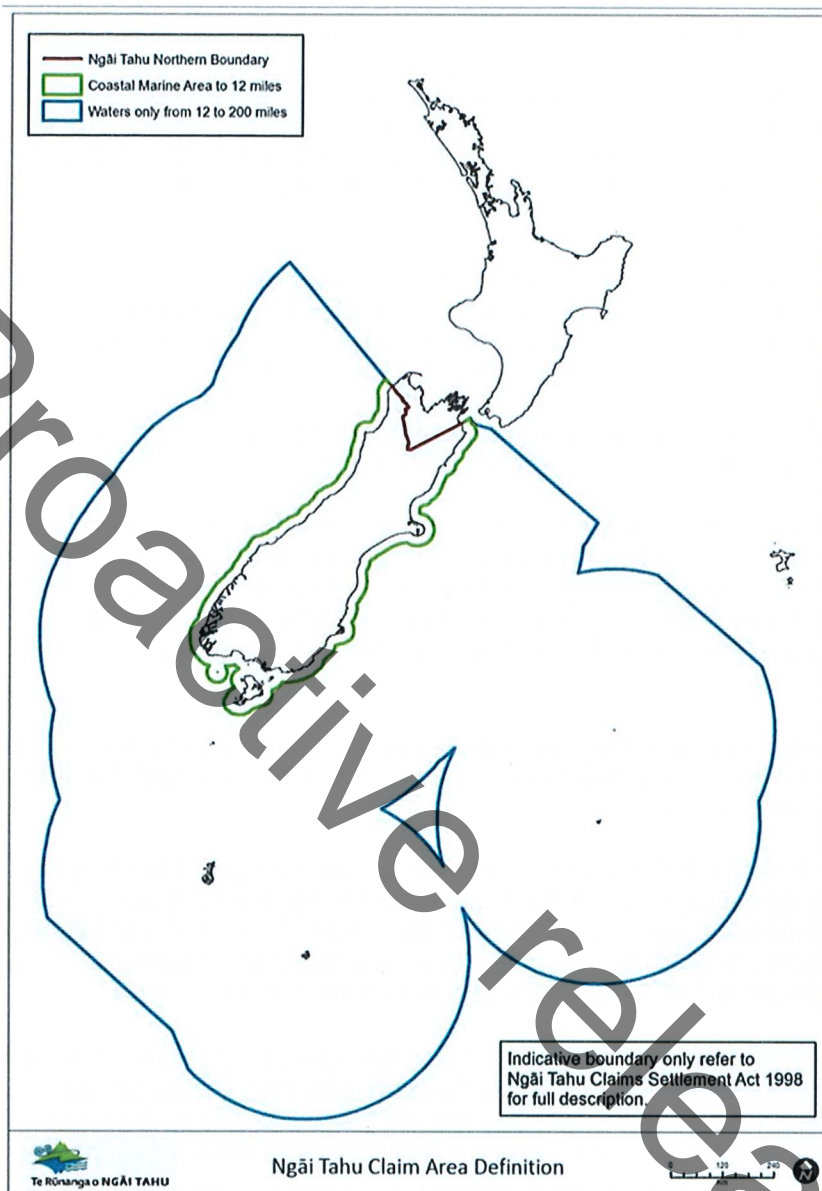 Ngāi Tahu Northern Boundary
Coastal Marine Area to 12 miles
Waters only from 12 to 200 miles
Proactive relea
Indicative boundary only refer to
Ngāi Tahu Claims Settlement Act 1998
for full description.
Te Rūnanga o NGĀI TAHU
Ngāi Tahu Claim Area Definition
0 120 240
Km
N